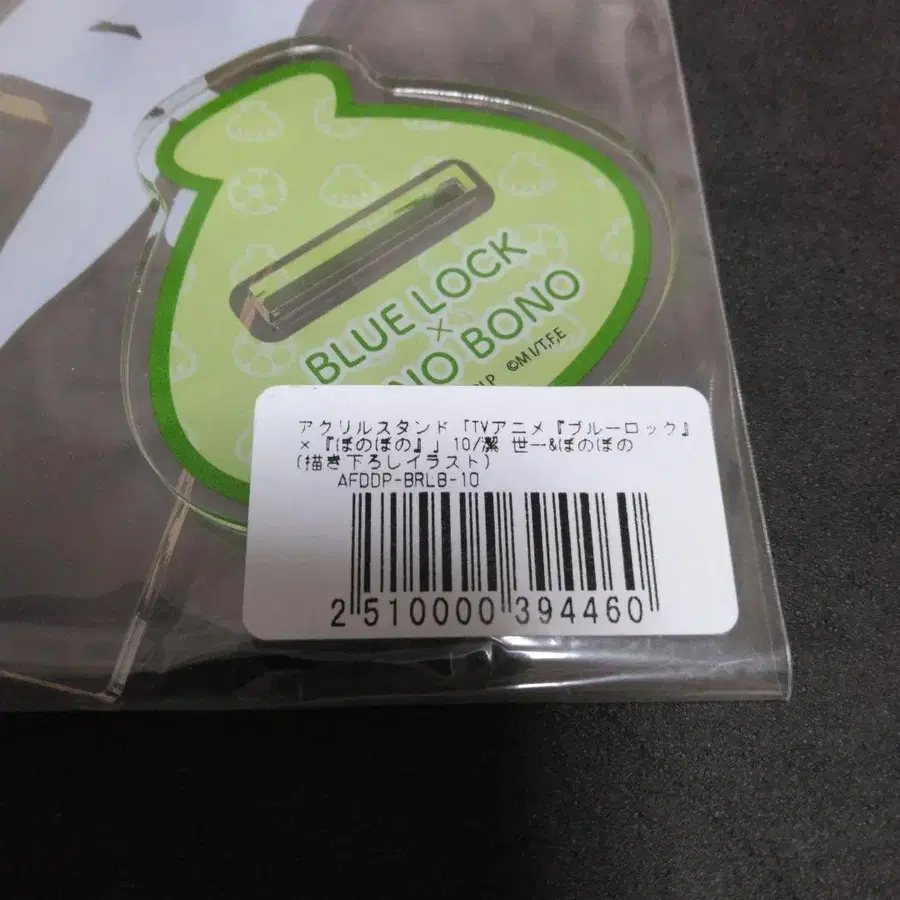 BLUE LOCK
×
NO BONO
©M I/T,F,E
アクリルスタンド「TVアニメ『ブルーロック』
×『ぼのぼの』」10/潔 世一&ぼのぼの
(描き下ろしイラスト)
AFDDP-BRLB-10
2 510000 394460